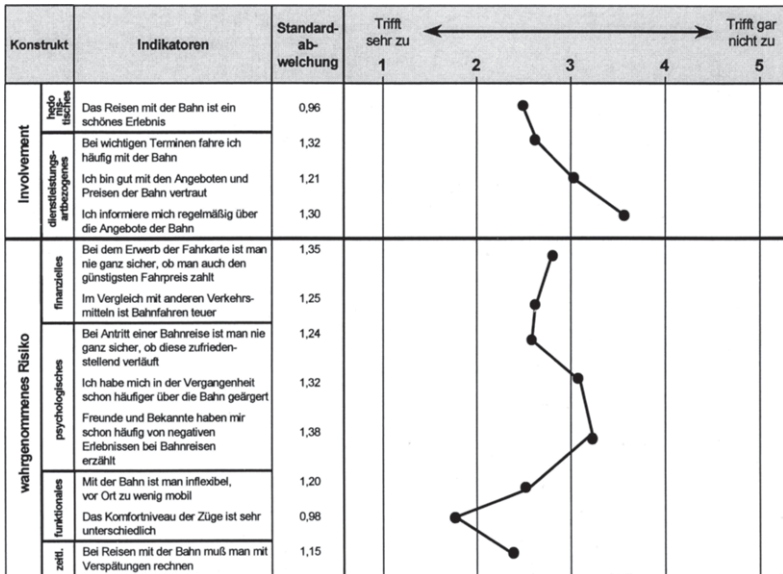 Konstrukt
Indikatoren
Standard-
ab-
weichung
Trifft
sehr zu
Trifft gar
nicht zu
1
2
3
4
5
Involvement
hedo
nis-
tisches
Das Reisen mit der Bahn ist ein
schönes Erlebnis
0,96
dienstleistungs-
artbezogenes
Bei wichtigen Terminen fahre ich
häufig mit der Bahn
1,32
Ich bin gut mit den Angeboten und
Preisen der Bahn vertraut
1,21
Ich informiere mich regelmäßig über
die Angebote der Bahn
1,30
wahrgenommenes Risiko
finanzielles
Bei dem Erwerb der Fahrkarte ist man
nie ganz sicher, ob man auch den
günstigsten Fahrpreis zahlt
1,35
Im Vergleich mit anderen Verkehrs-
mitteln ist Bahnfahren teuer
1,25
psychologisches
Bei Antritt einer Bahnreise ist man nie
ganz sicher, ob diese zufrieden-
stellend verläuft
1,24
Ich habe mich in der Vergangenheit
schon häufiger über die Bahn geärgert
1,32
Freunde und Bekannte haben mir
schon häufig von negativen
Erlebnissen bei Bahnreisen
erzählt
1,38
funktionales
Mit der Bahn ist man inflexibel,
vor Ort zu wenig mobil
1,20
Das Komfortniveau der Züge ist sehr
unterschiedlich
0,98
zeitl.
Bei Reisen mit der Bahn muß man mit
Verspätungen rechnen
1,15